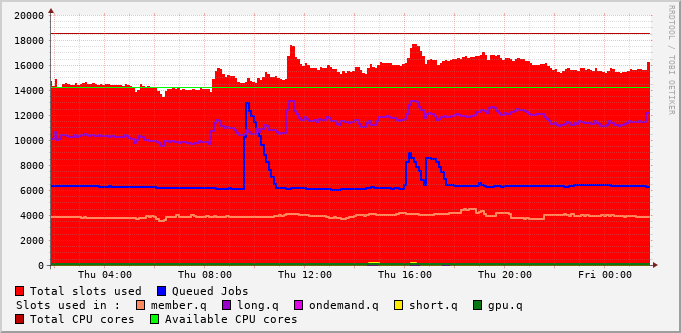 20000
18000
16000
14000
12000
10000
8000
6000
4000
2000
0
Thu 04:00 Thu 08:00 Thu 12:00 Thu 16:00 Thu 20:00 Fri 00:00
Total slots used Queued Jobs
Slots used in : member.q long.q ondemand.q short.q gpu.q
Total CPU cores Available CPU cores
RRDTOOL / TOBI OETIKER